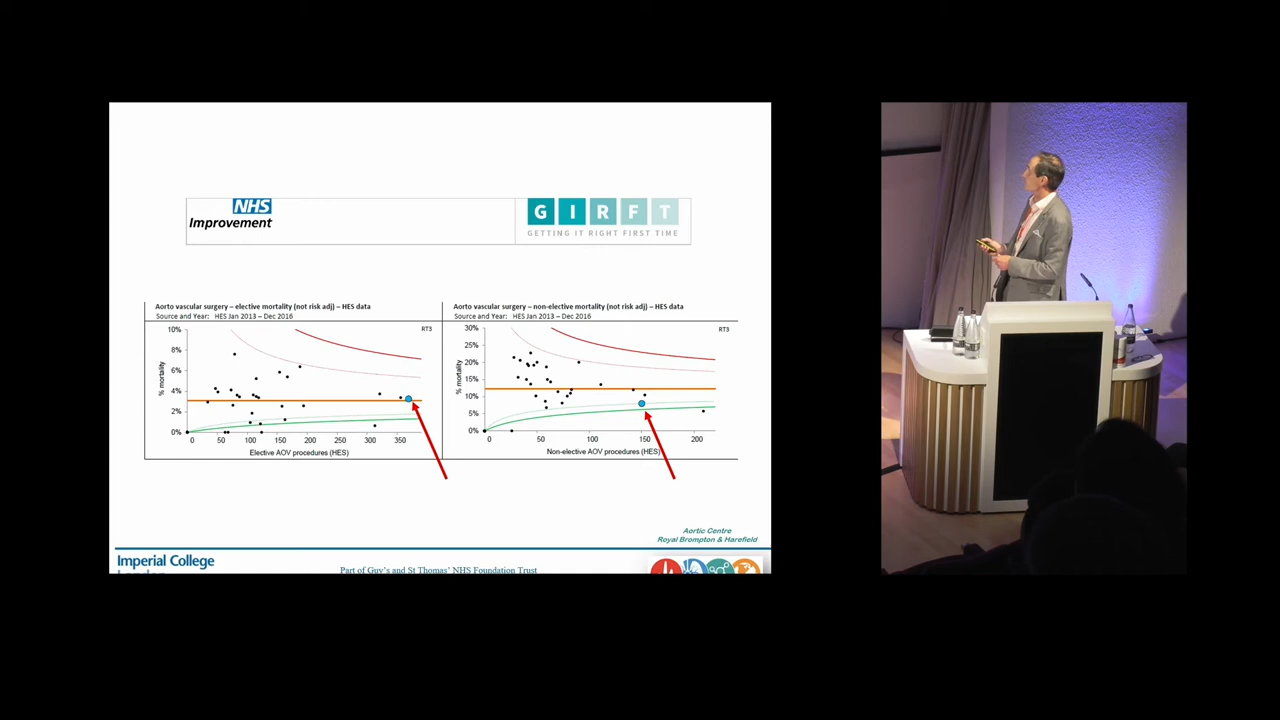 NHS
Improvement
G I R F T
GETTING IT RIGHT FIRST TIME
Aorto vascular surgery – elective mortality (not risk adj) – HES data
Source and Year: HES Jan 2013 – Dec 2016
RT3
% mortality
10%
8%
6%
4%
2%
0%
0 50 100 150 200 250 300 350
Elective AOV procedures (HES)
Aorto vascular surgery – non-elective mortality (not risk adj) – HES data
Source and Year: HES Jan 2013 – Dec 2016
RT3
% mortality
30%
25%
20%
15%
10%
5%
0%
0 50 100 150 200
Non-elective AOV procedures (HES)
Aortic Centre
Royal Brompton & Harefield
Imperial College
London
Part of Guy's and St Thomas' NHS Foundation Trust